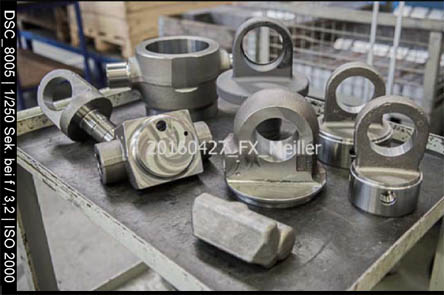 DSC_8005 | 1/250 Sek. bei f / 3,2 | ISO 2000
20160427_FX_Meiller